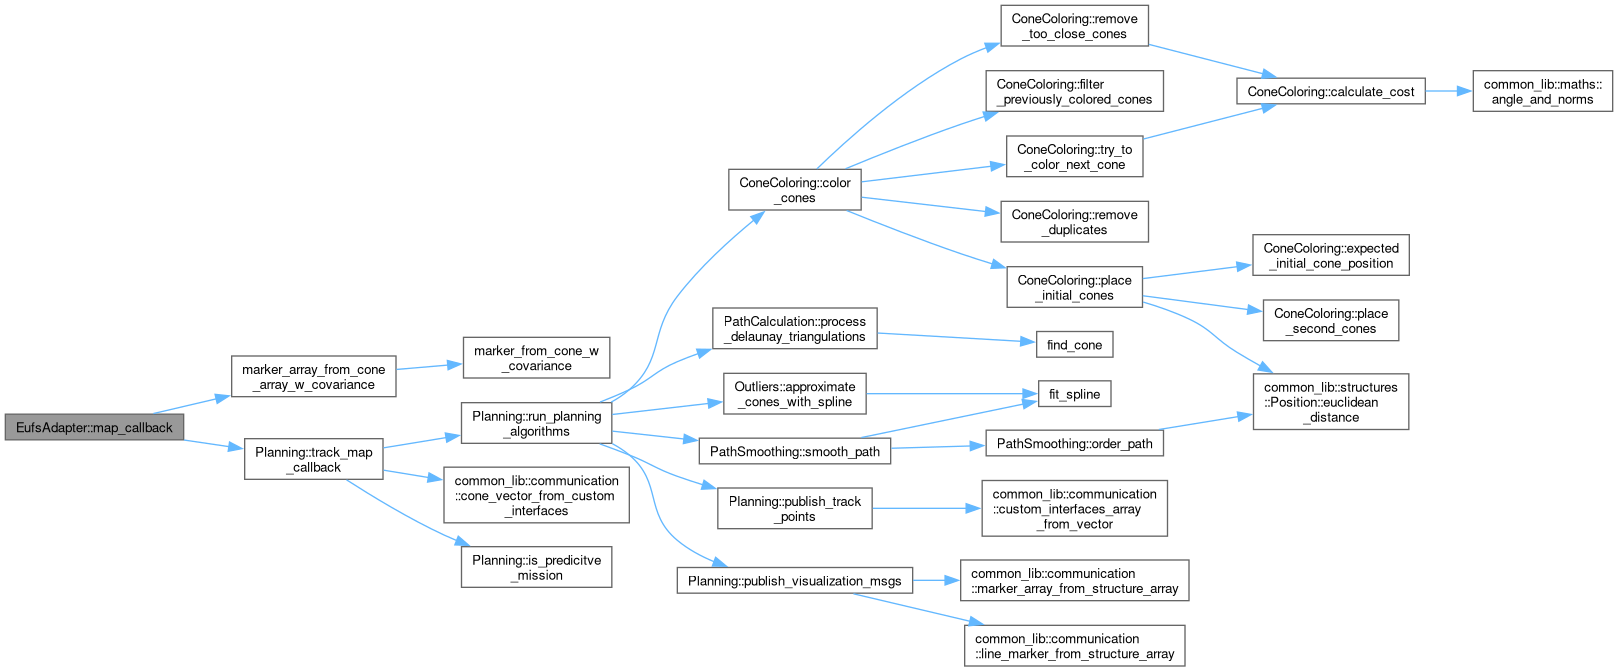 EufsAdapter::map_callback
marker_array_from_cone
_array_w_covariance
marker_from_cone_w
_covariance
Planning::track_map
_callback
Planning::run_planning
_algorithms
common_lib::communication
::cone_vector_from_custom
_interfaces
Planning::is_predicitve
_mission
ConeColoring::color
_cones
PathCalculation::process
_delaunay_triangulations
Outliers::approximate
_cones_with_spline
PathSmoothing::smooth_path
Planning::publish_track
_points
Planning::publish_visualization_msgs
ConeColoring::remove
_too_close_cones
ConeColoring::filter
_previously_colored_cones
ConeColoring::try_to
_color_next_cone
ConeColoring::remove
_duplicates
ConeColoring::place
_initial_cones
find_cone
fit_spline
PathSmoothing::order_path
common_lib::communication
::custom_interfaces_array
_from_vector
common_lib::communication
::marker_array_from_structure_array
common_lib::communication
::line_marker_from_structure_array
ConeColoring::calculate_cost
common_lib::maths::
angle_and_norms
ConeColoring::expected
_initial_cone_position
ConeColoring::place
_second_cones
common_lib::structures
::Position::euclidean
_distance